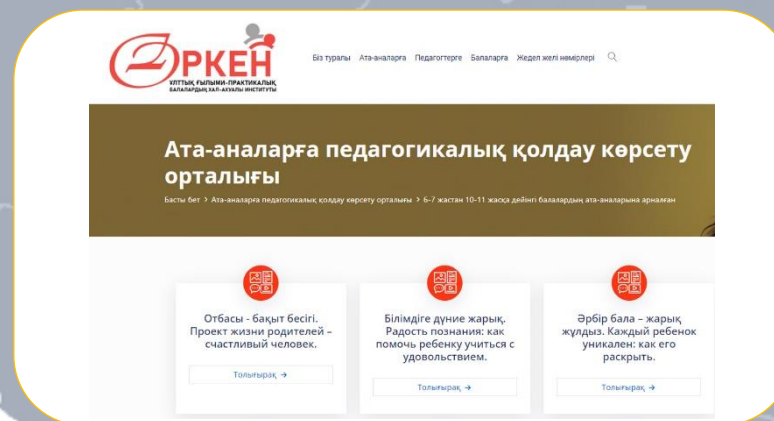 ӨРКЕН
ҰЛТТЫҚ ҒЫЛЫМИ-ПРАКТИКАЛЫҚ
БАЛАЛАРДЫҢ ХАЛ-АХУАЛЫ ИНСТИТУТЫ
Біз туралы Ата-аналарға Педагогтерге Балаларға Жедел желі нөмірлері
Ата-аналарға педагогикалық қолдау көрсету
орталығы
Басты бет > Ата-аналарға педагогикалық қолдау көрсету орталығы > 6-7 жастан 10-11 жасқа дейінгі балалардың ата-аналарына арналған
Отбасы - бақыт бесігі.
Проект жизни родителей –
счастливый человек.
Толығырақ →
Білімдіге дүние жарық.
Радость познания: как
помочь ребенку учиться с
удовольствием.
Толығырақ →
Әрбір бала – жарық
жұлдыз. Каждый ребенок
уникален: как его
раскрыть.
Толығырақ →